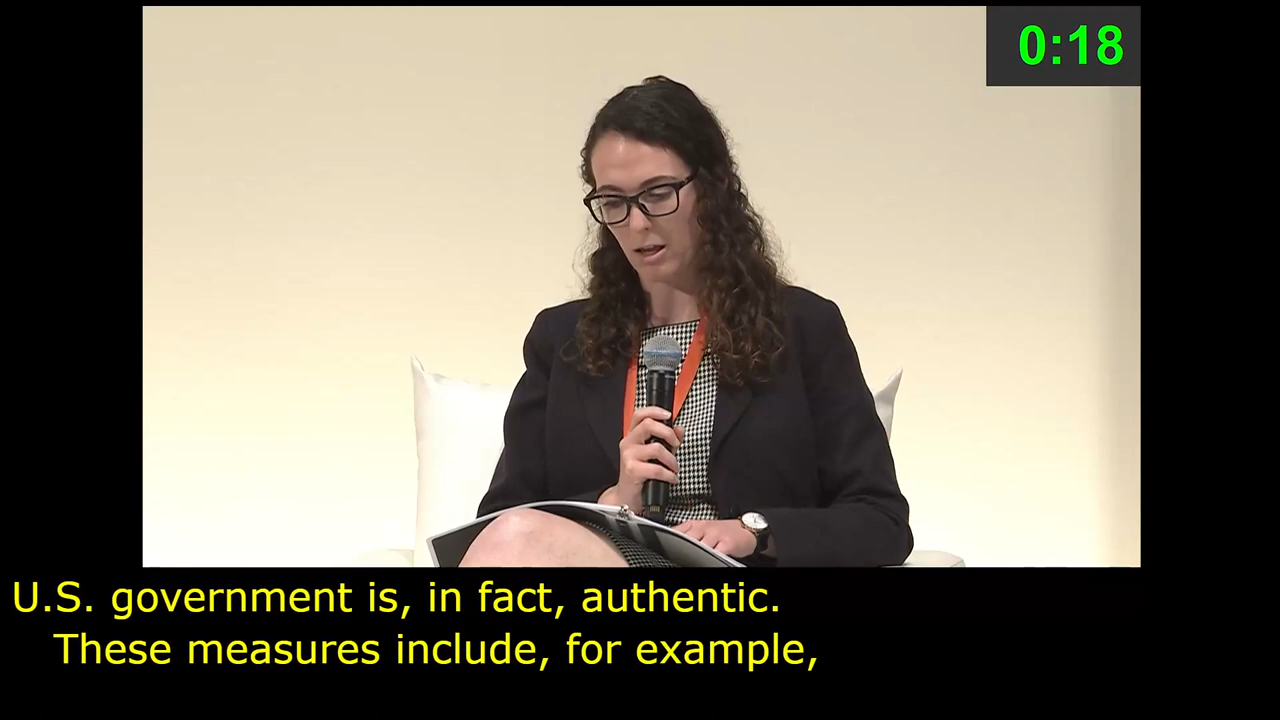 0:18
U.S. government is, in fact, authentic.
These measures include, for example,